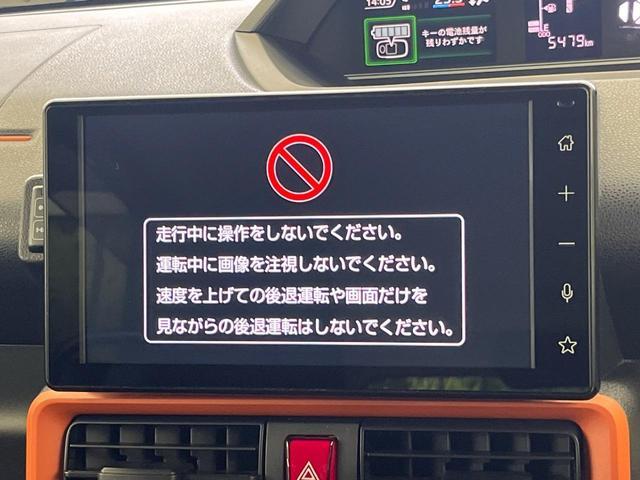 14:05
キーの電池残量が
残りわずかです
E
5479km
走行中に操作をしないでください。
運転中に画像を注視しないでください。
速度を上げての後退運転や画面だけを
見ながらの後退運転はしないでください。